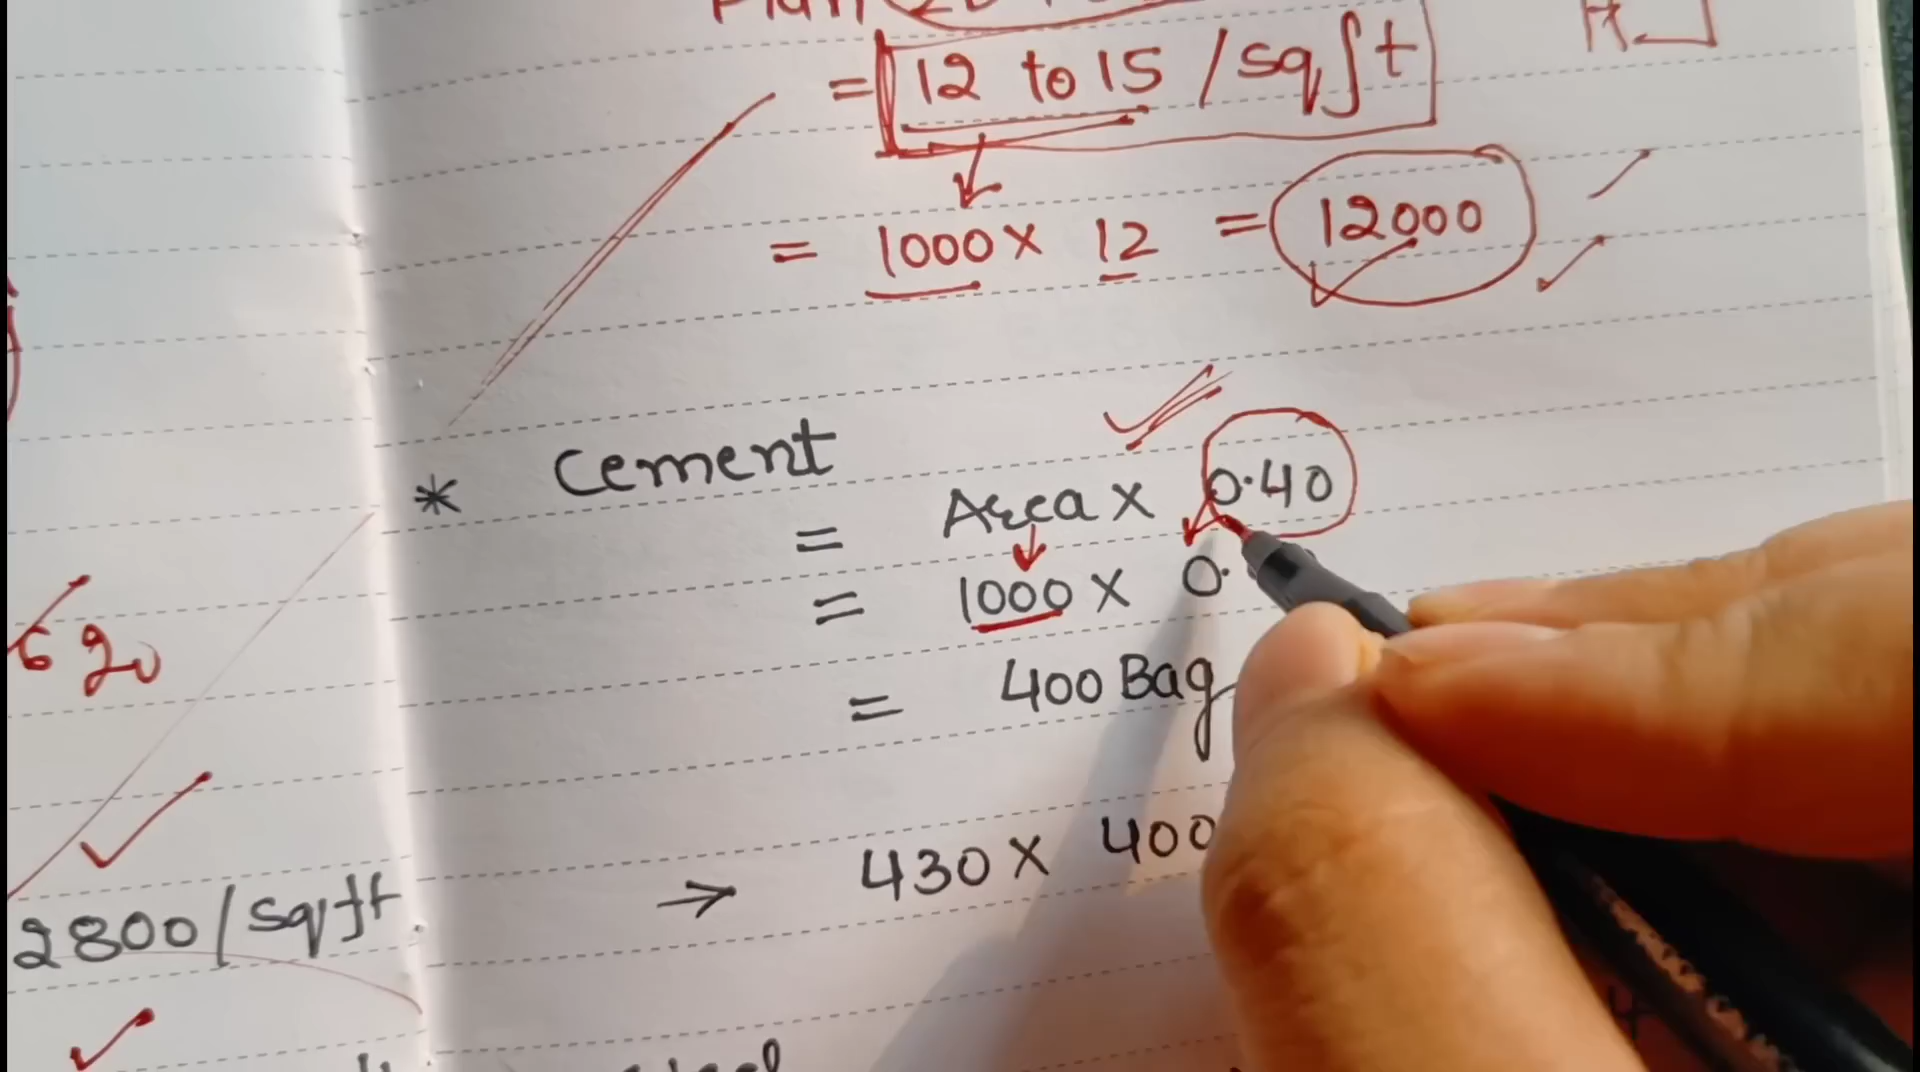 = 12 to 15 / sqft
= 1000 x 12 = 12000
* Cement
= Area x 0.40
= 1000 x 0.
= 400 Bag
→ 430 x 400
2800/sqft